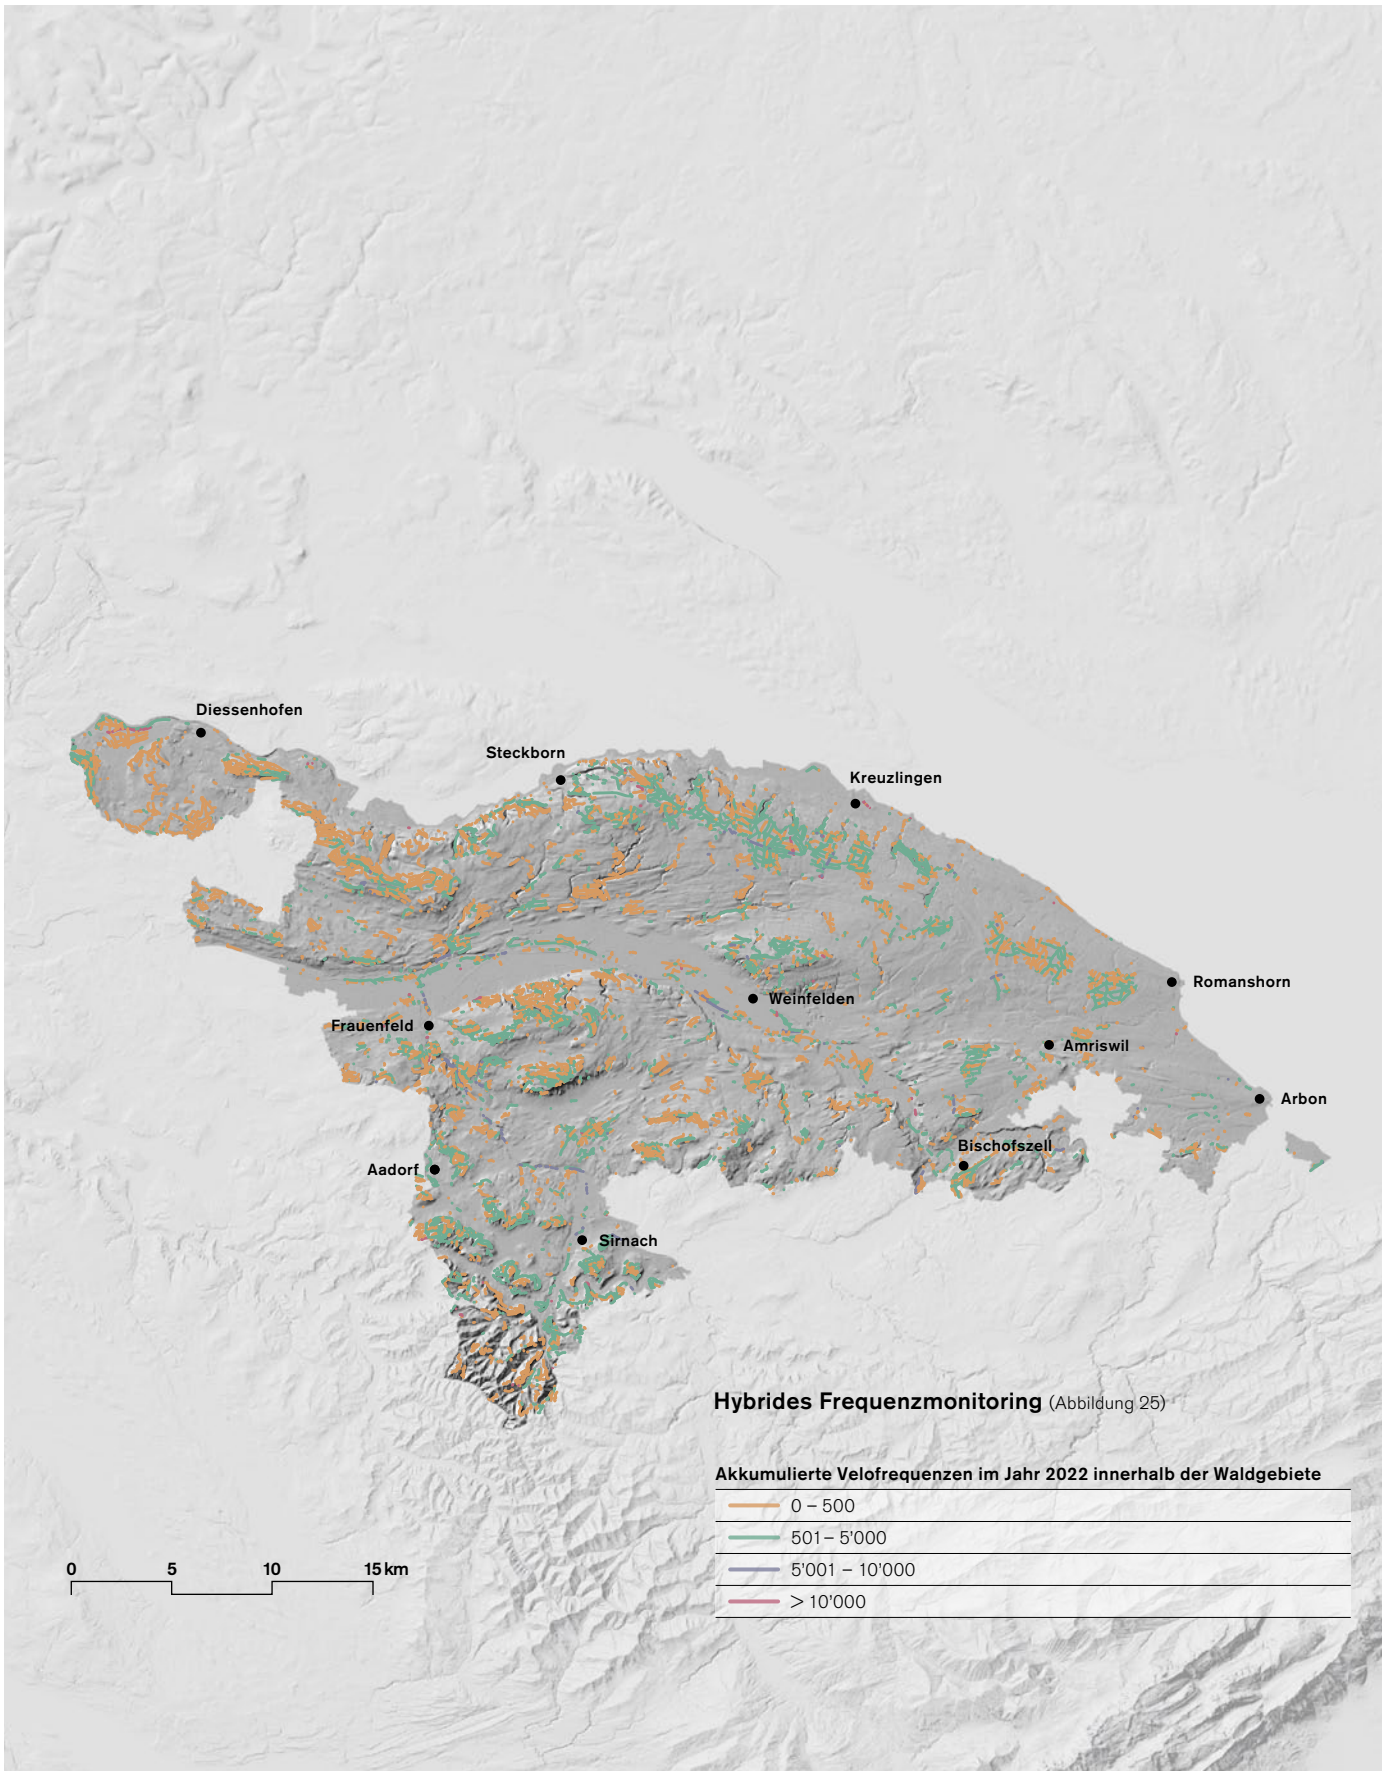 Diessenhofen
Steckborn
Kreuzlingen
Romanshorn
Weinfelden
Frauenfeld
Amriswil
Arbon
Bischofszell
Aadorf
Sirnach
Hybrides Frequenzmonitoring (Abbildung 25)
Akkumulierte Velofrequenzen im Jahr 2022 innerhalb der Waldgebiete
0 – 500
501 – 5’000
5’001 – 10’000
> 10’000
0 5 10 15 km